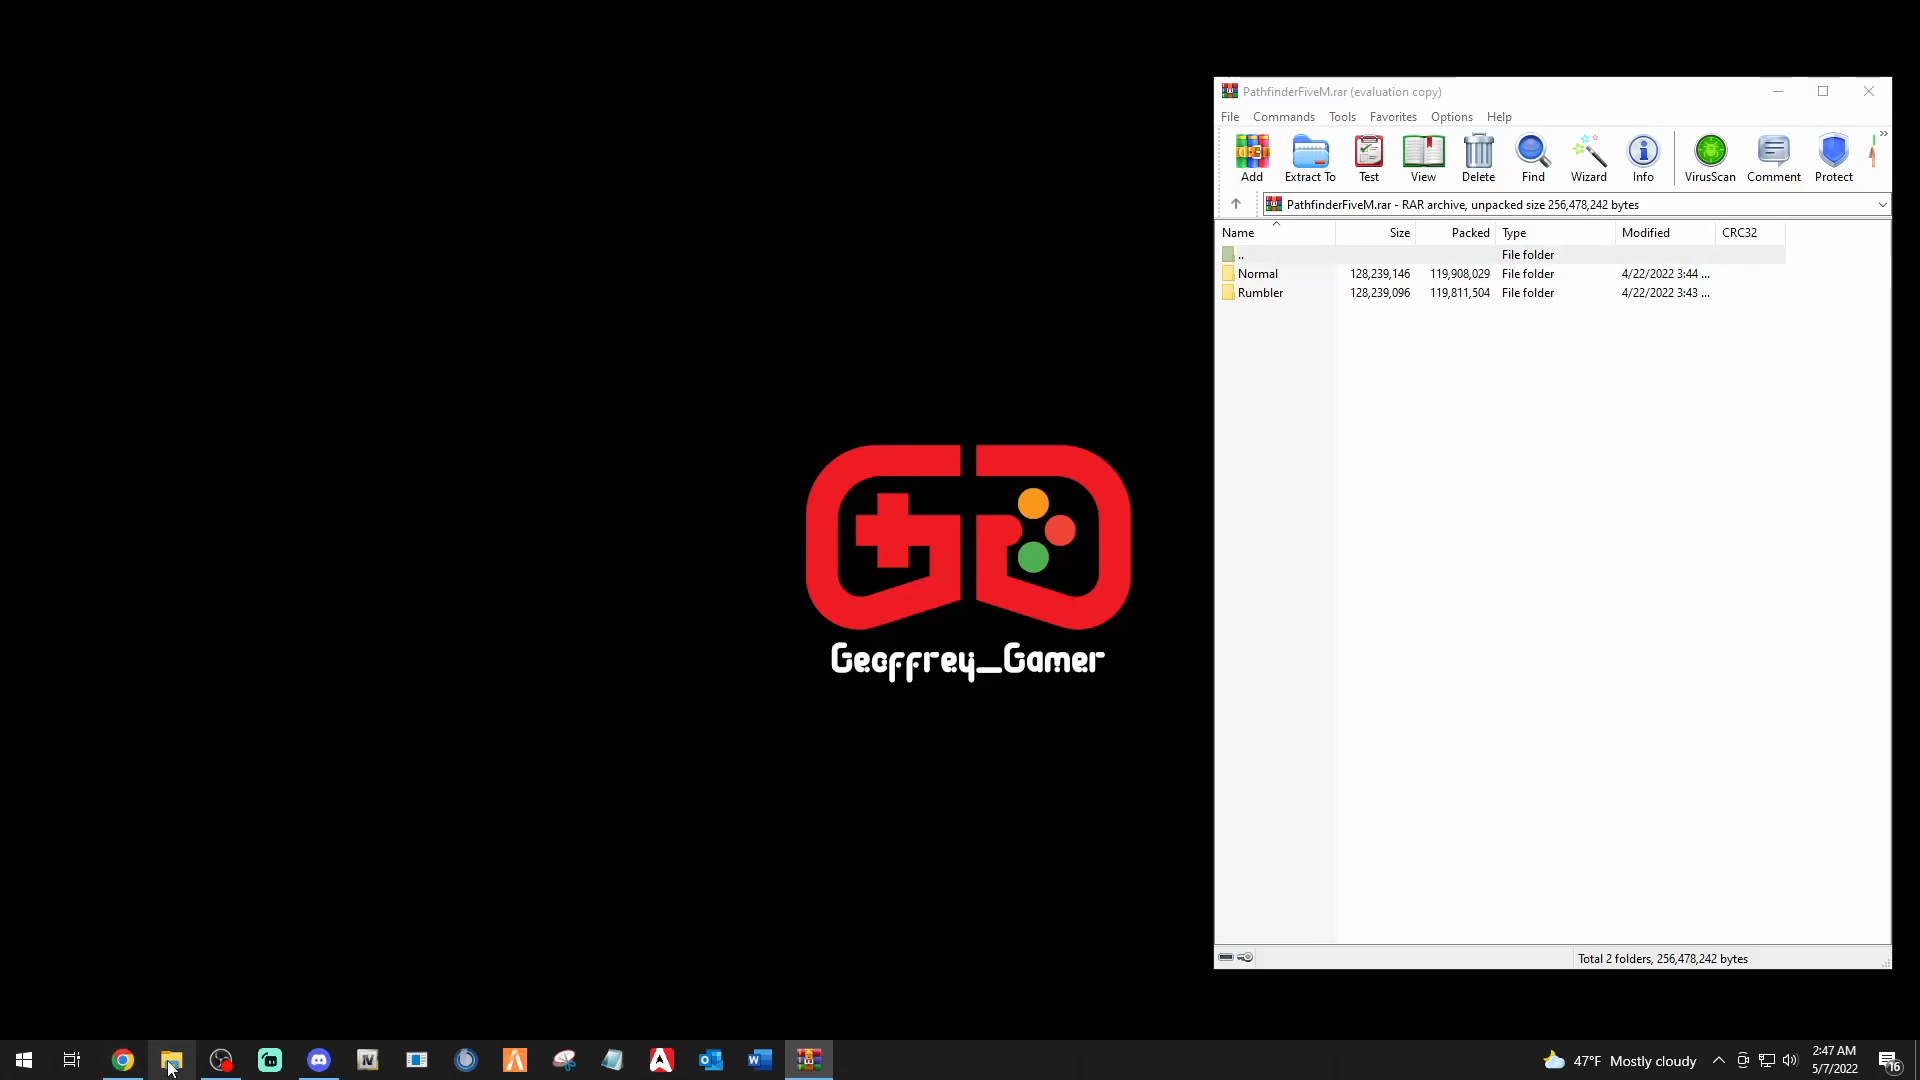 PathfinderFiveM.rar (evaluation copy)
File Commands Tools Favorites Options Help
Add Extract To Test View Delete Find Wizard Info VirusScan Comment Protect
PathfinderFiveM.rar - RAR archive, unpacked size 256,478,242 bytes
Name Size Packed Type Modified CRC32
.. File folder
Normal 128,239,146 119,908,029 File folder 4/22/2022 3:44 ...
Rumbler 128,239,096 119,811,504 File folder 4/22/2022 3:43 ...
Geoffrey_Gamer
Total 2 folders, 256,478,242 bytes
47°F Mostly cloudy
2:47 AM
5/7/2022
16